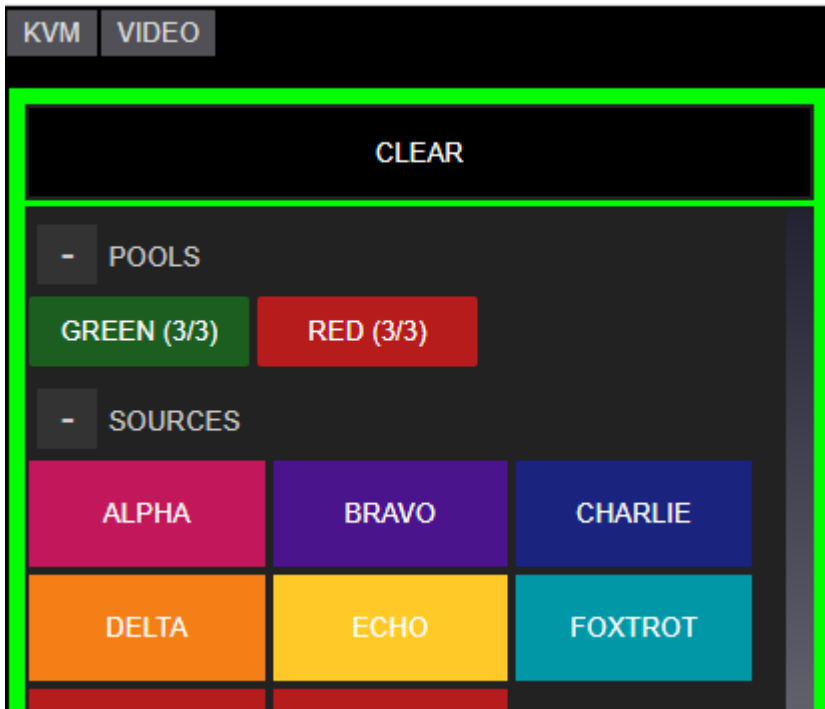 KVM VIDEO
CLEAR
- POOLS
GREEN (3/3) RED (3/3)
- SOURCES
ALPHA BRAVO CHARLIE
DELTA ECHO FOXTROT